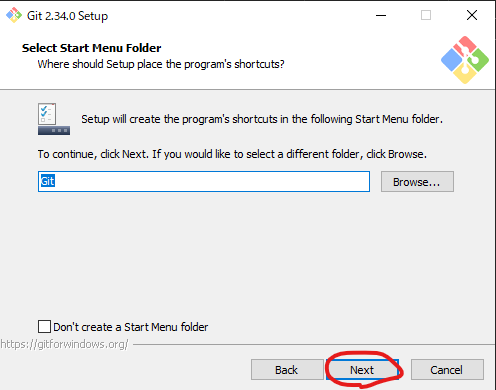 Git 2.34.0 Setup
Select Start Menu Folder
Where should Setup place the program's shortcuts?
Setup will create the program's shortcuts in the following Start Menu folder.
To continue, click Next. If you would like to select a different folder, click Browse.
Git
Browse...
Don't create a Start Menu folder
https://gitforwindows.org/
Back
Next
Cancel